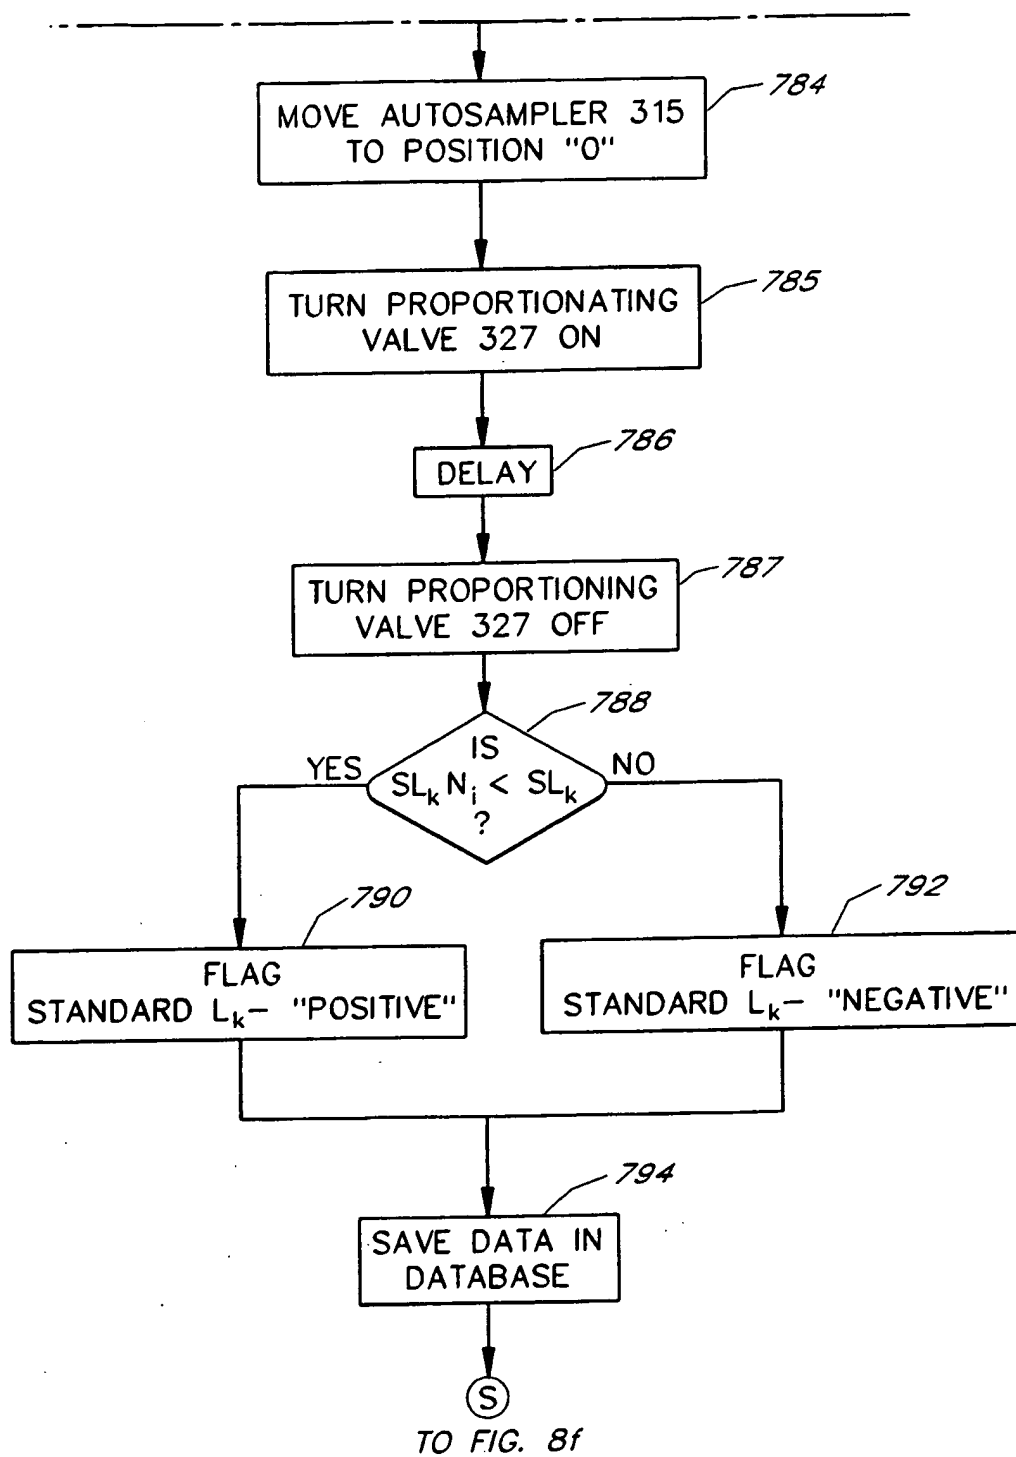 784
MOVE AUTOSAMPLER 315
TO POSITION "0"
785
TURN PROPORTIONATING
VALVE 327 ON
786
DELAY
787
TURN PROPORTIONING
VALVE 327 OFF
788
IS
YES SLₖ Nᵢ < SLₖ NO
?
790
FLAG
STANDARD Lₖ– "POSITIVE"
792
FLAG
STANDARD Lₖ– "NEGATIVE"
794
SAVE DATA IN
DATABASE
S
TO FIG. 8f